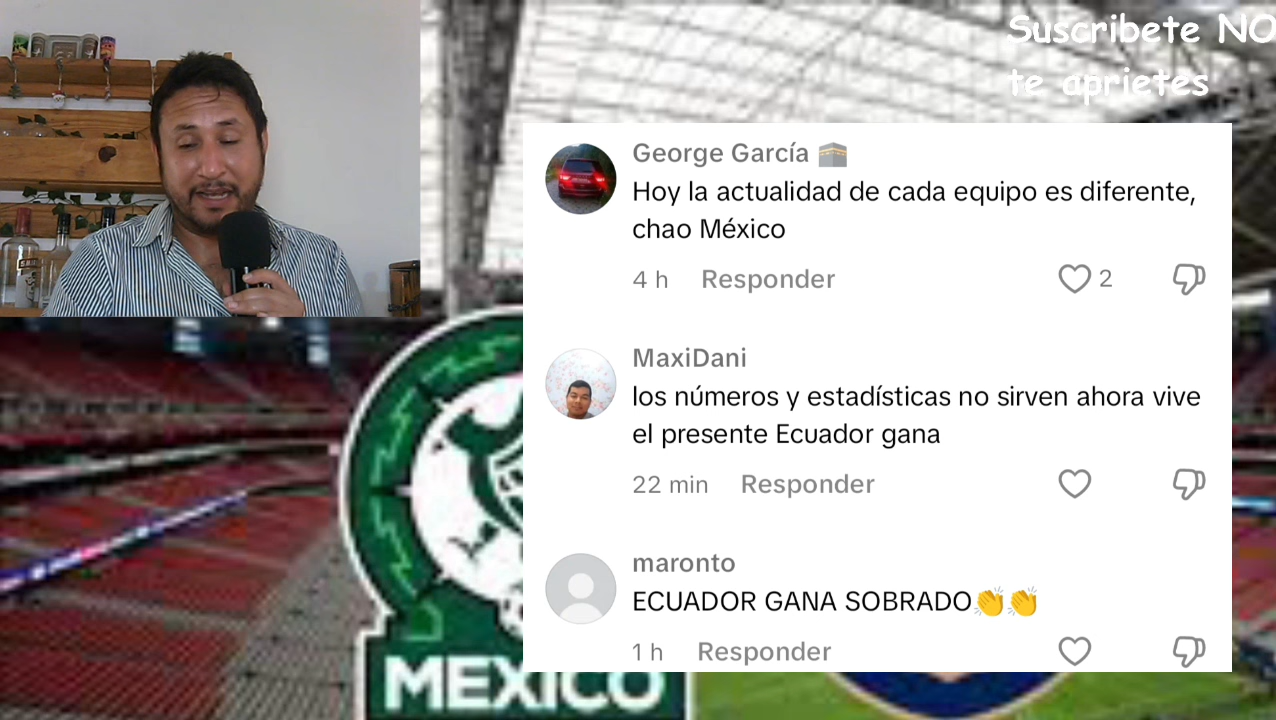 Suscribete NO
te aprietes
George García
Hoy la actualidad de cada equipo es diferente,
chao México
4 h Responder 2
MaxiDani
los números y estadísticas no sirven ahora vive
el presente Ecuador gana
22 min Responder
maronto
ECUADOR GANA SOBRADO👏👏
1 h Responder
MEXICO